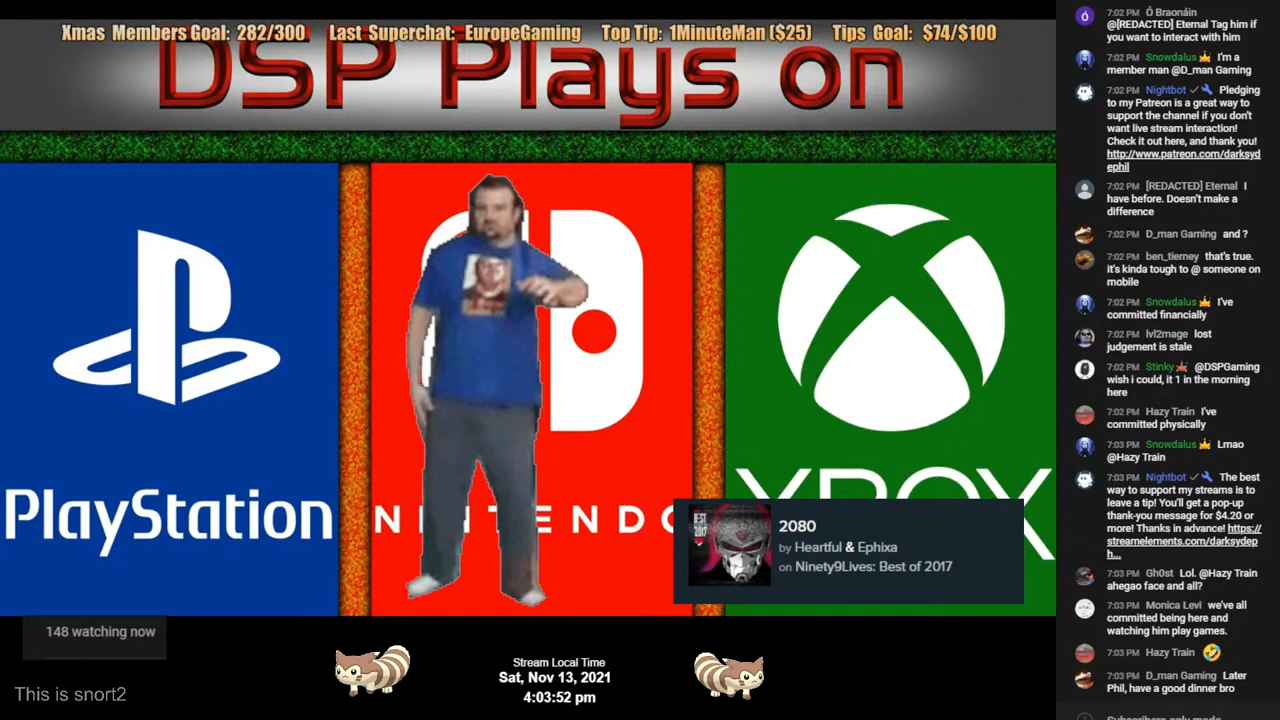 Xmas Members Goal: 282/300 Last Superchat: EuropeGaming Top Tip: 1MinuteMan ($25) Tips Goal: $74/$100
DSP Plays on
PlayStation
NINTENDO
XBOX
2080
by Heartful & Ephixa
on Ninety9Lives: Best of 2017
BEST
2017
148 watching now
This is snort2
Stream Local Time
Sat, Nov 13, 2021
4:03:52 pm
7:02 PM Ó Braonáin
@[REDACTED] Eternal Tag him if
you want to interact with him
7:02 PM Snowdalus I'm a
member man @D_man Gaming
7:02 PM Nightbot Pledging
to my Patreon is a great way to
support the channel if you don't
want live stream interaction!
Check it out here, and thank you!
http://www.patreon.com/darksyd
ephil
7:02 PM [REDACTED] Eternal I
have before. Doesn't make a
difference
7:02 PM D_man Gaming and ?
7:02 PM ben_tierney that's true.
it's kinda tough to @ someone on
mobile
7:02 PM Snowdalus I've
committed financially
7:02 PM lvl2mage lost
judgement is stale
7:02 PM Stinky @DSPGaming
wish i could, it 1 in the morning
here
7:02 PM Hazy Train I've
committed physically
7:03 PM Snowdalus Lmao
@Hazy Train
7:03 PM Nightbot The best
way to support my streams is to
leave a tip! You'll get a pop-up
thank-you message for $4.20 or
more! Thanks in advance! https://
streamelements.com/darksydep
h...
7:03 PM Gh0st Lol. @Hazy Train
ahegao face and all?
7:03 PM Monica Levi we've all
committed being here and
watching him play games.
7:03 PM Hazy Train 🤣
7:03 PM D_man Gaming Later
Phil, have a good dinner bro
Subscribers-only mode